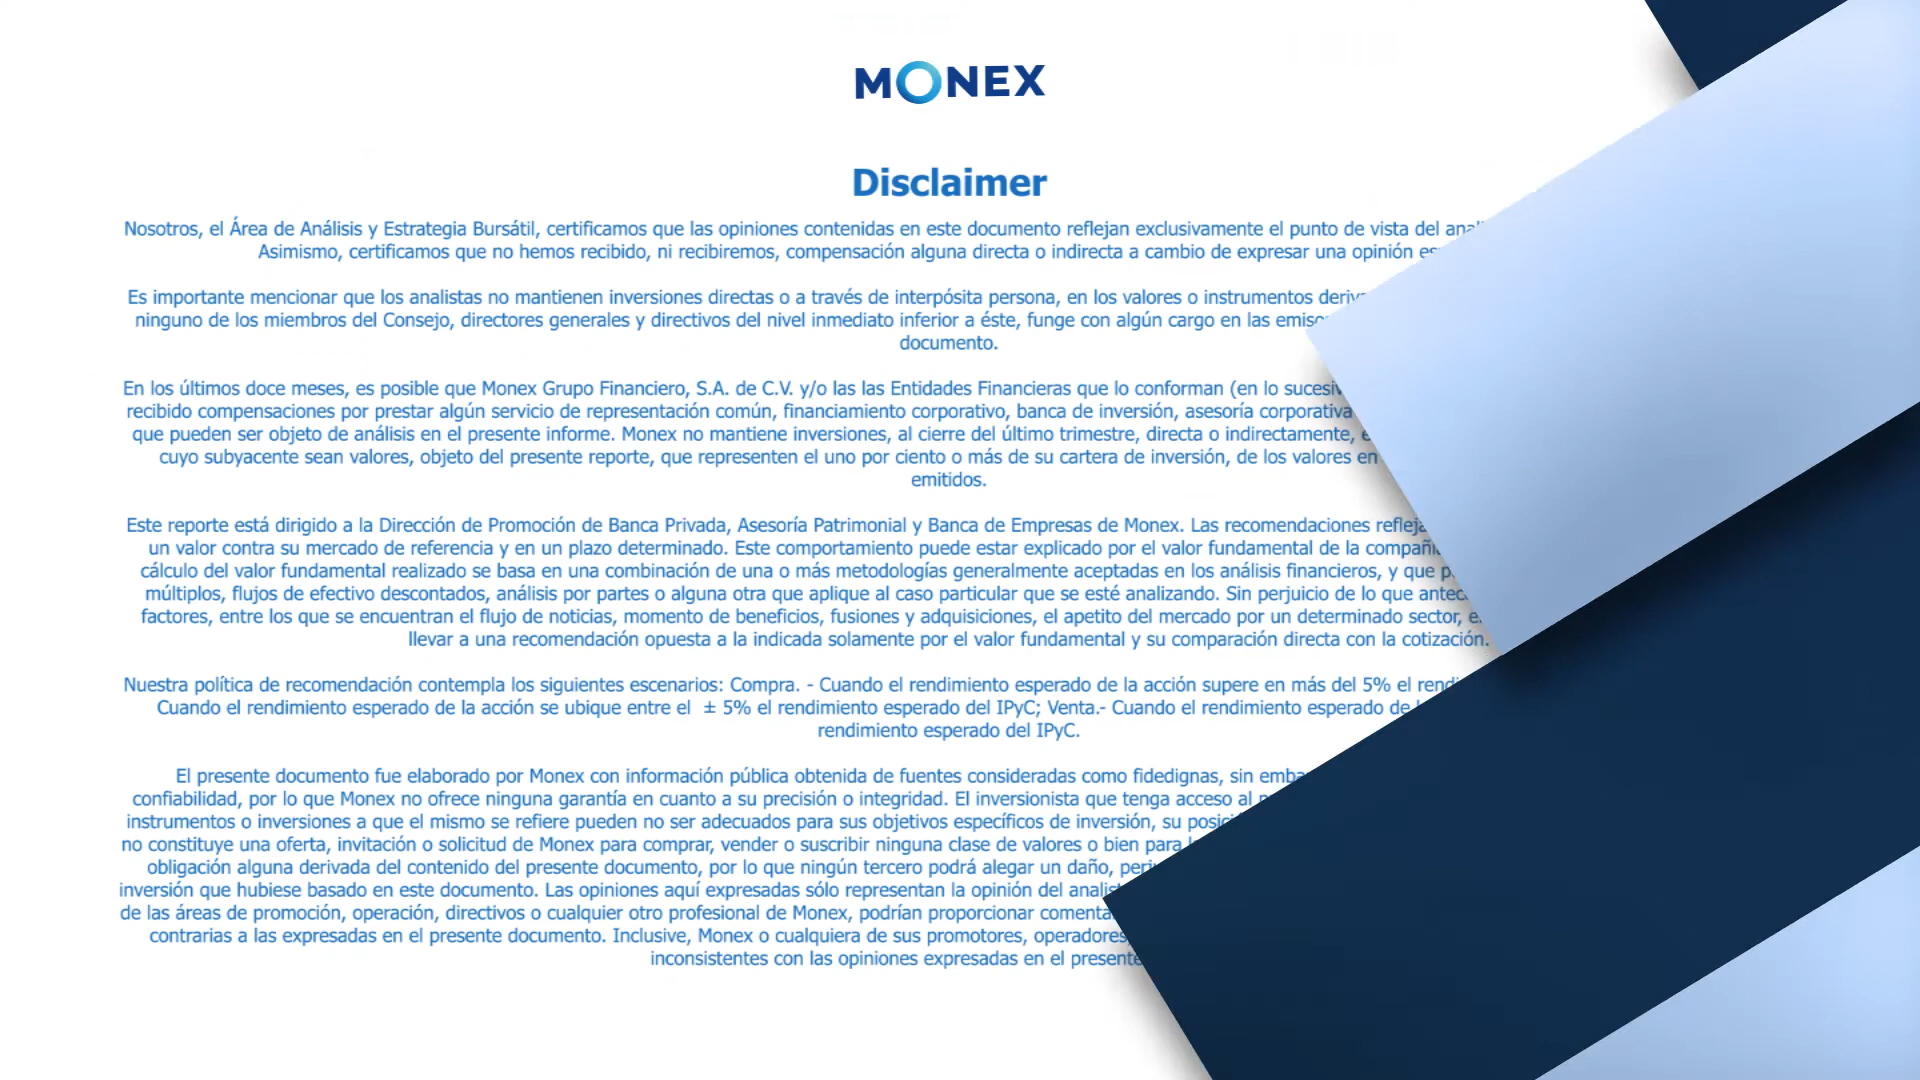 MONEX
Disclaimer
Nosotros, el Área de Análisis y Estrategia Bursátil, certificamos que las opiniones contenidas en este documento reflejan exclusivamente el punto de vista del
Asimismo, certificamos que no hemos recibido, ni recibiremos, compensación alguna directa o indirecta a cambio de expresar una opinión
Es importante mencionar que los analistas no mantienen inversiones directas o a través de interpósita persona, en los valores o instrumentos
ninguno de los miembros del Consejo, directores generales y directivos del nivel inmediato inferior a éste, funge con algún cargo en las
documento.
En los últimos doce meses, es posible que Monex Grupo Financiero, S.A. de C.V. y/o las las Entidades Financieras que lo conforman (en lo
recibido compensaciones por prestar algún servicio de representación común, financiamiento corporativo, banca de inversión, asesoría corporativa
que pueden ser objeto de análisis en el presente informe. Monex no mantiene inversiones, al cierre del último trimestre, directa o indirectamente,
cuyo subyacente sean valores, objeto del presente reporte, que representen el uno por ciento o más de su cartera de inversión, de los valores en
emitidos.
Este reporte está dirigido a la Dirección de Promoción de Banca Privada, Asesoría Patrimonial y Banca de Empresas de Monex. Las recomendaciones
un valor contra su mercado de referencia y en un plazo determinado. Este comportamiento puede estar explicado por el valor fundamental de la
cálculo del valor fundamental realizado se basa en una combinación de una o más metodologías generalmente aceptadas en los análisis financieros, y que
múltiplos, flujos de efectivo descontados, análisis por partes o alguna otra que aplique al caso particular que se esté analizando. Sin perjuicio de lo que
factores, entre los que se encuentran el flujo de noticias, momento de beneficios, fusiones y adquisiciones, el apetito del mercado por un determinado sector,
llevar a una recomendación opuesta a la indicada solamente por el valor fundamental y su comparación directa con la cotización.
Nuestra política de recomendación contempla los siguientes escenarios: Compra. - Cuando el rendimiento esperado de la acción supere en más del 5% el
Cuando el rendimiento esperado de la acción se ubique entre el ± 5% el rendimiento esperado del IPyC; Venta.- Cuando el rendimiento esperado de
rendimiento esperado del IPyC.
El presente documento fue elaborado por Monex con información pública obtenida de fuentes consideradas como fidedignas, sin
confiabilidad, por lo que Monex no ofrece ninguna garantía en cuanto a su precisión o integridad. El inversionista que tenga acceso al
instrumentos o inversiones a que el mismo se refiere pueden no ser adecuados para sus objetivos específicos de inversión, su
no constituye una oferta, invitación o solicitud de Monex para comprar, vender o suscribir ninguna clase de valores o bien para
obligación alguna derivada del contenido del presente documento, por lo que ningún tercero podrá alegar un daño,
inversión que hubiese basado en este documento. Las opiniones aquí expresadas sólo representan la opinión del
de las áreas de promoción, operación, directivos o cualquier otro profesional de Monex, podrían proporcionar
contrarias a las expresadas en el presente documento. Inclusive, Monex o cualquiera de sus promotores, operadores,
inconsistentes con las opiniones expresadas en el presente